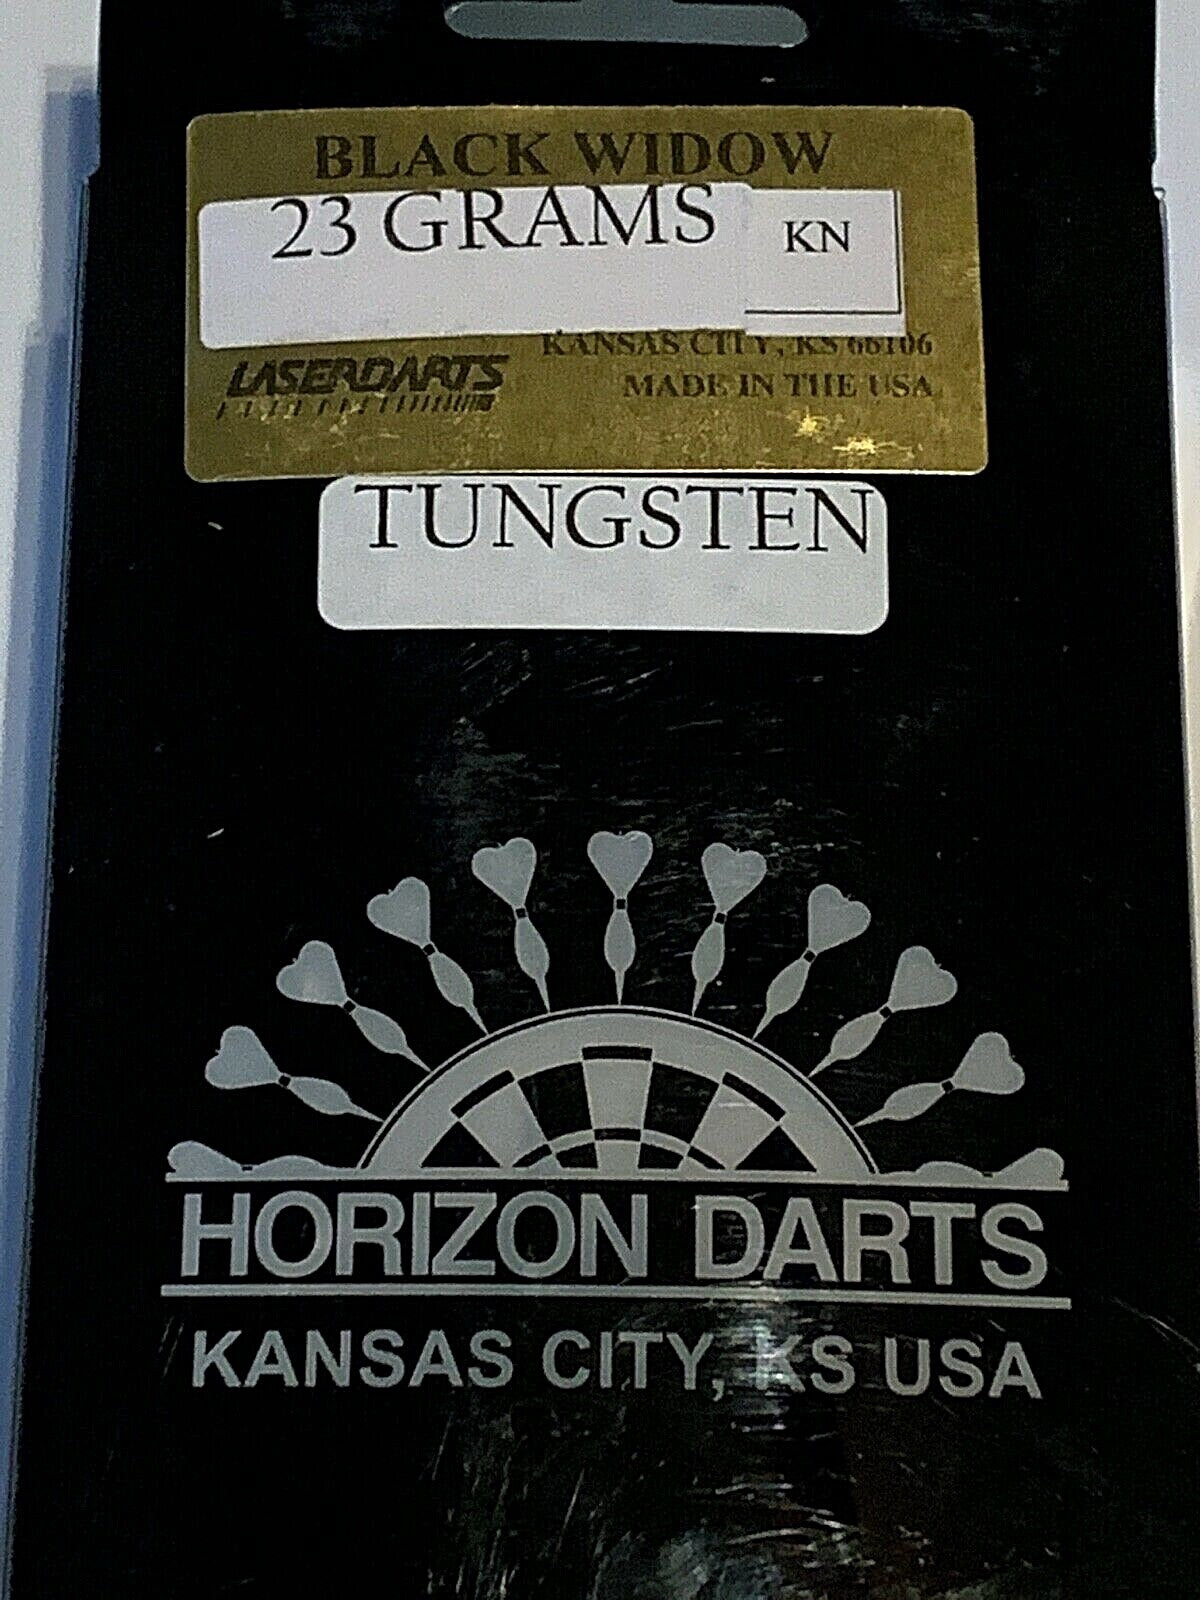 BLACK WIDOW
23 GRAMS
KN
KANSAS CITY, KS 66106
LASERDARTS
MADE IN THE USA
TUNGSTEN
HORIZON DARTS
KANSAS CITY, KS USA